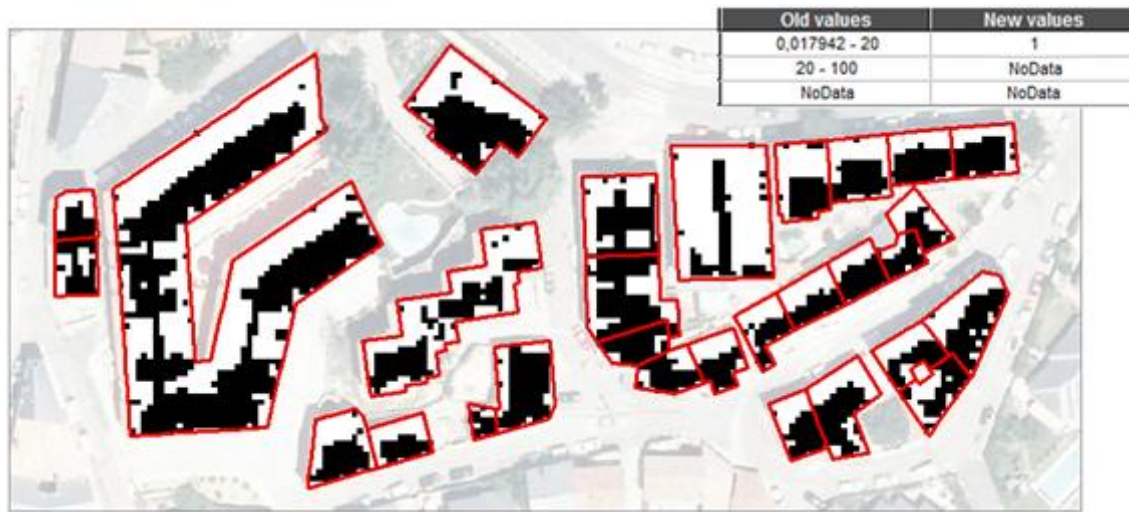 Old values New values
0,017942 - 20 1
20 - 100 NoData
NoData NoData